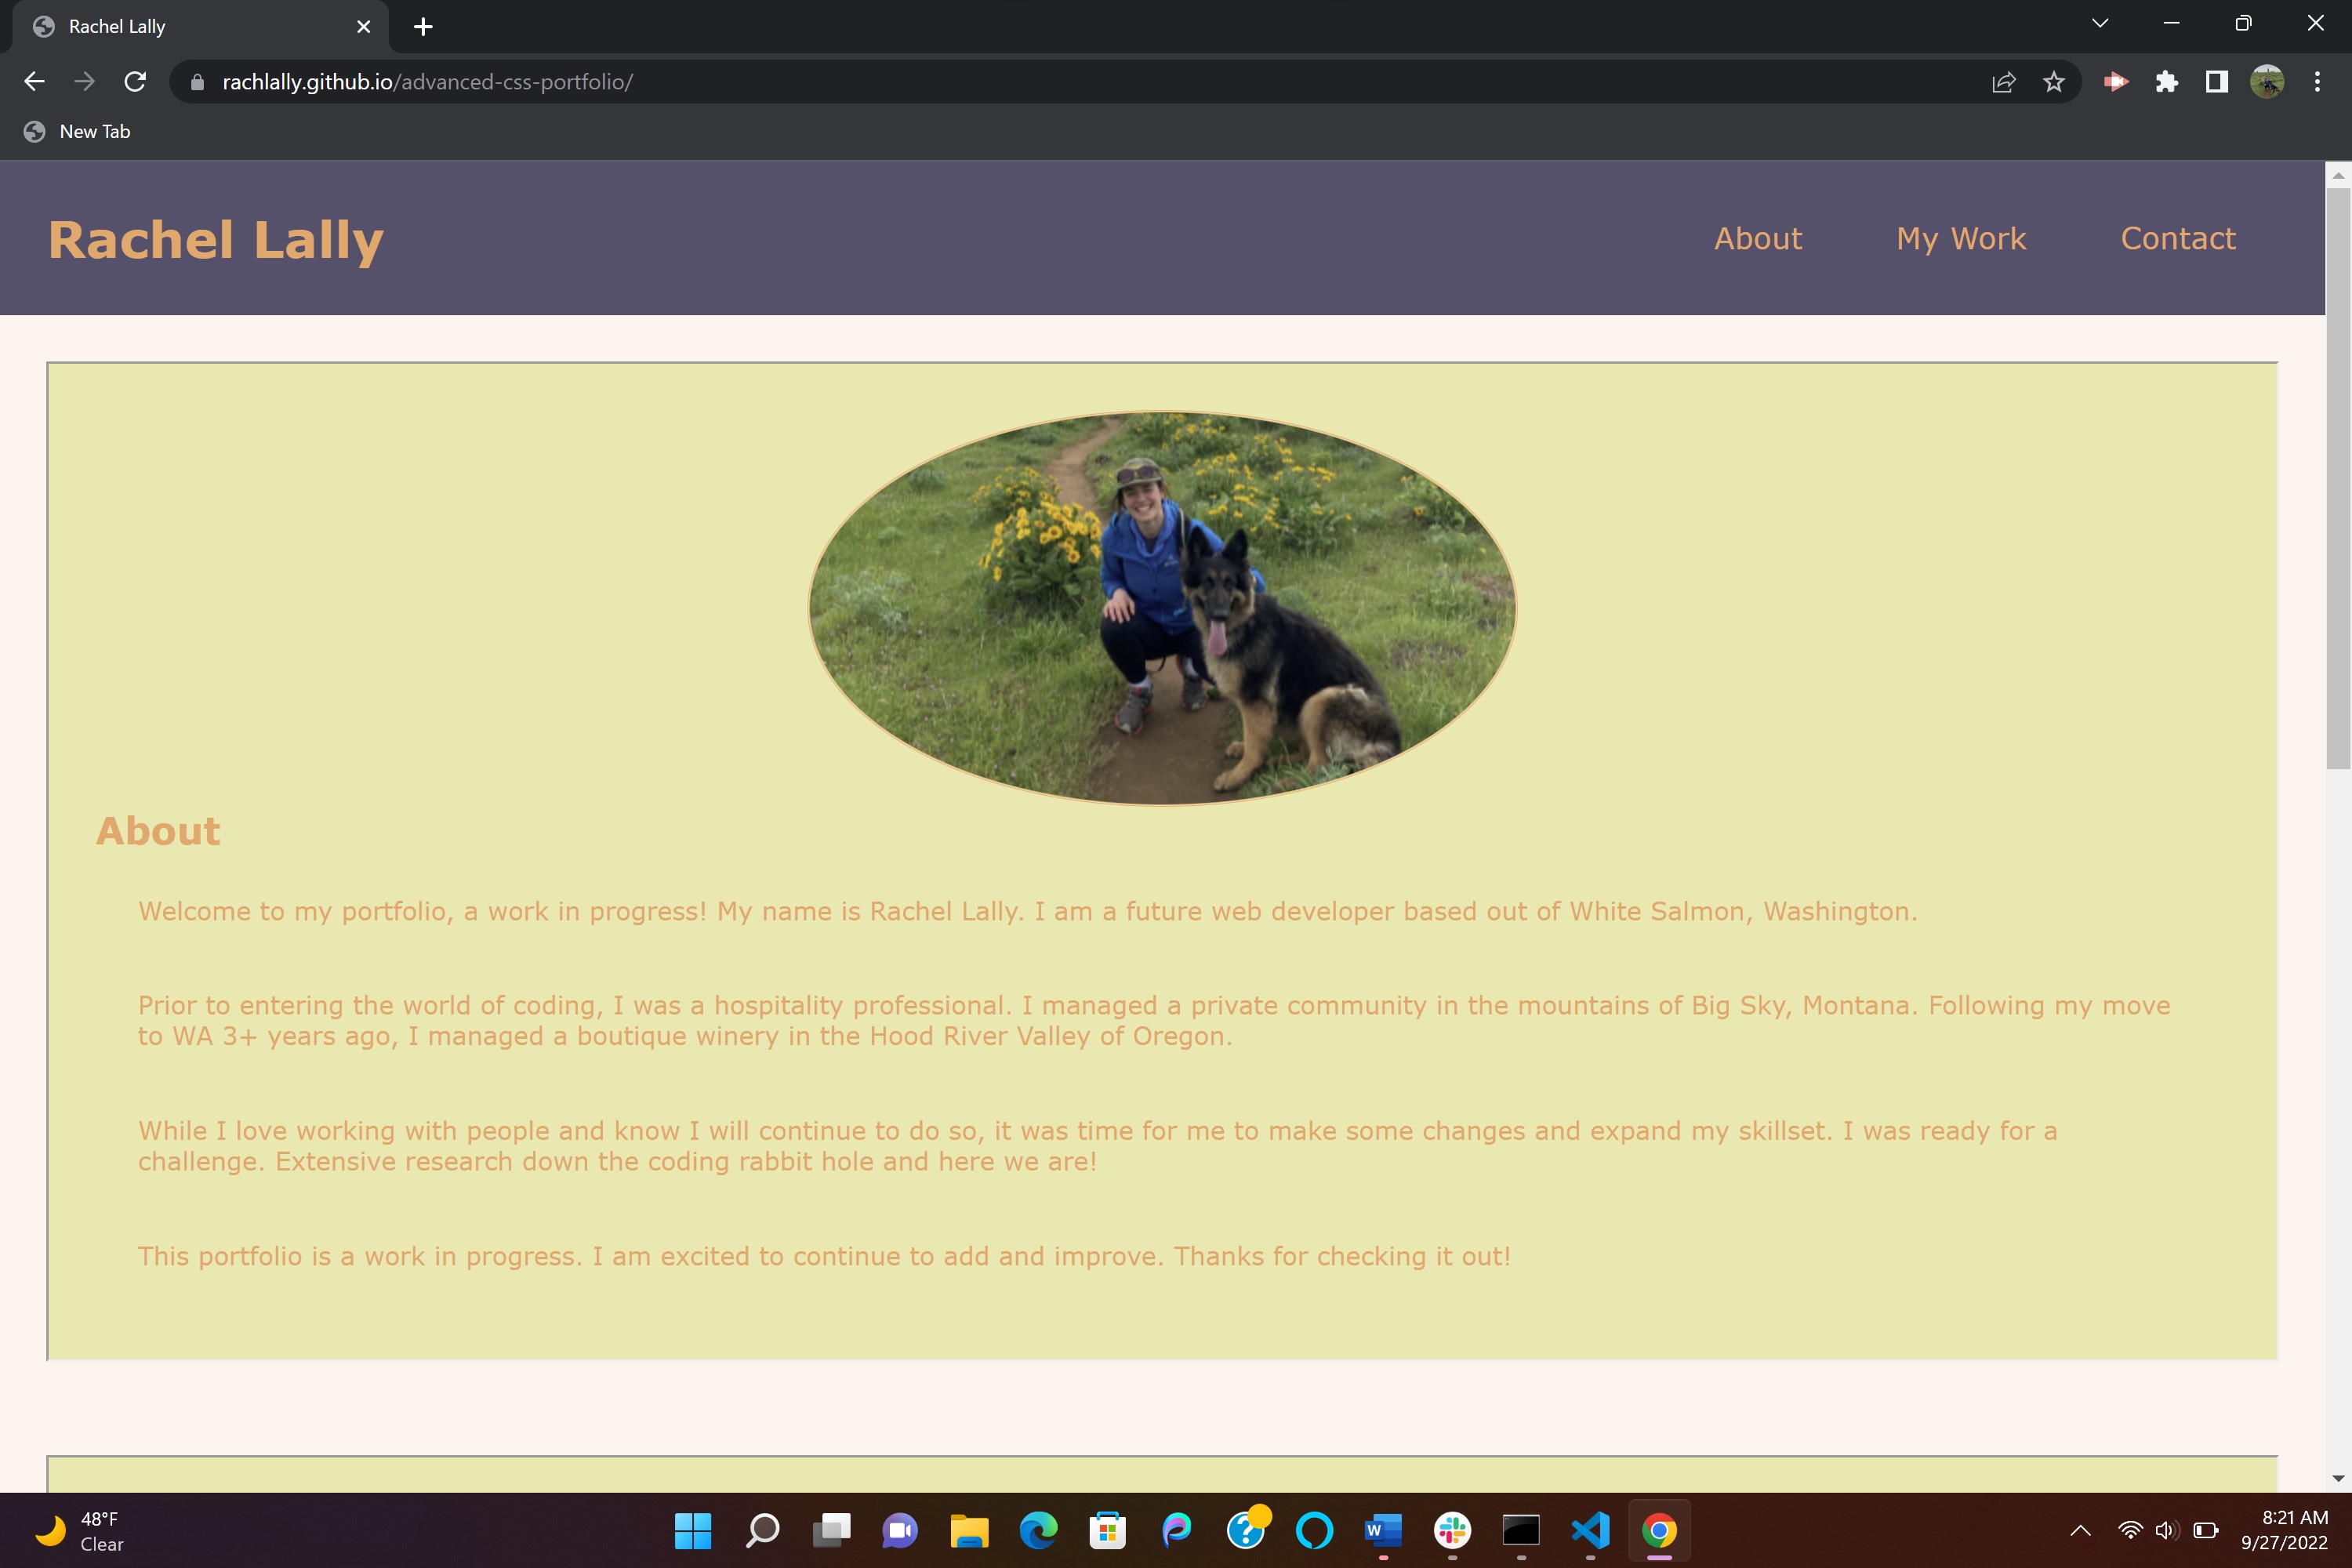 Rachel Lally
rachlally.github.io/advanced-css-portfolio/
New Tab
Rachel Lally
About
My Work
Contact
About
Welcome to my portfolio, a work in progress! My name is Rachel Lally. I am a future web developer based out of White Salmon, Washington.
Prior to entering the world of coding, I was a hospitality professional. I managed a private community in the mountains of Big Sky, Montana. Following my move
to WA 3+ years ago, I managed a boutique winery in the Hood River Valley of Oregon.
While I love working with people and know I will continue to do so, it was time for me to make some changes and expand my skillset. I was ready for a
challenge. Extensive research down the coding rabbit hole and here we are!
This portfolio is a work in progress. I am excited to continue to add and improve. Thanks for checking it out!
48°F
Clear
W
8:21 AM
9/27/2022